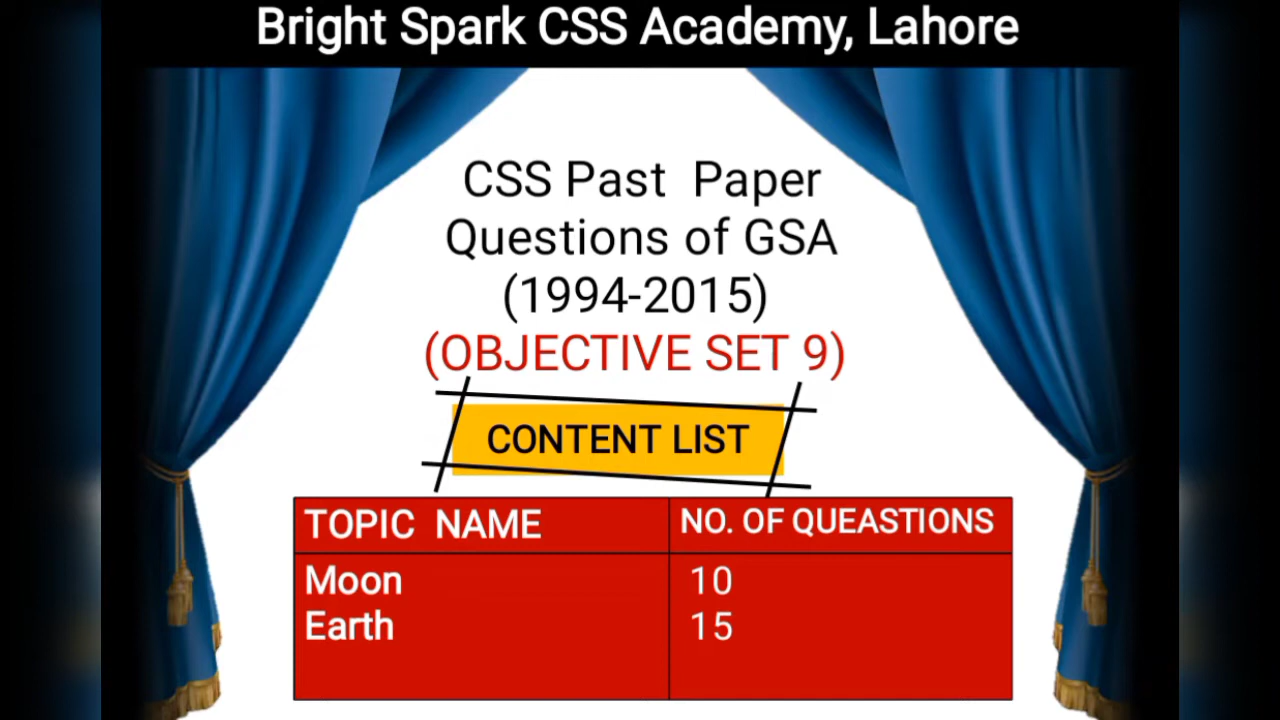 Bright Spark CSS Academy, Lahore
CSS Past Paper
Questions of GSA
(1994-2015)
(OBJECTIVE SET 9)
CONTENT LIST
TOPIC NAME NO. OF QUEASTIONS
Moon 10
Earth 15